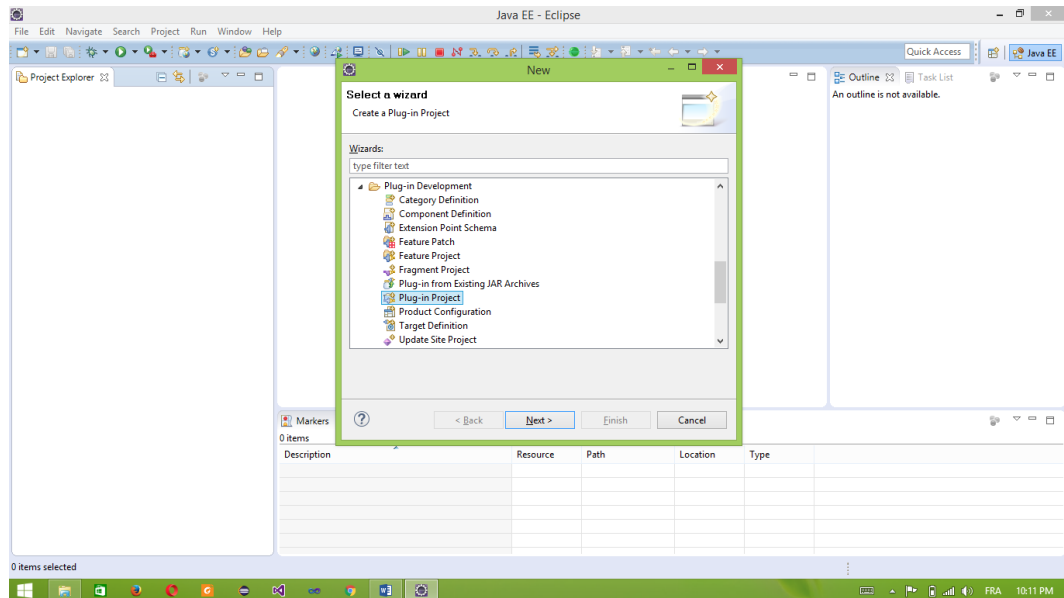 Java EE - Eclipse
File Edit Navigate Search Project Run Window Help
Quick Access
Java EE
Project Explorer
New
Outline
Task List
An outline is not available.
Select a wizard
Create a Plug-in Project
Wizards:
type filter text
Plug-in Development
Category Definition
Component Definition
Extension Point Schema
Feature Patch
Feature Project
Fragment Project
Plug-in from Existing JAR Archives
Plug-in Project
Product Configuration
Target Definition
Update Site Project
< Back
Next >
Finish
Cancel
Markers
0 items
Description Resource Path Location Type
0 items selected
FRA 10:11 PM